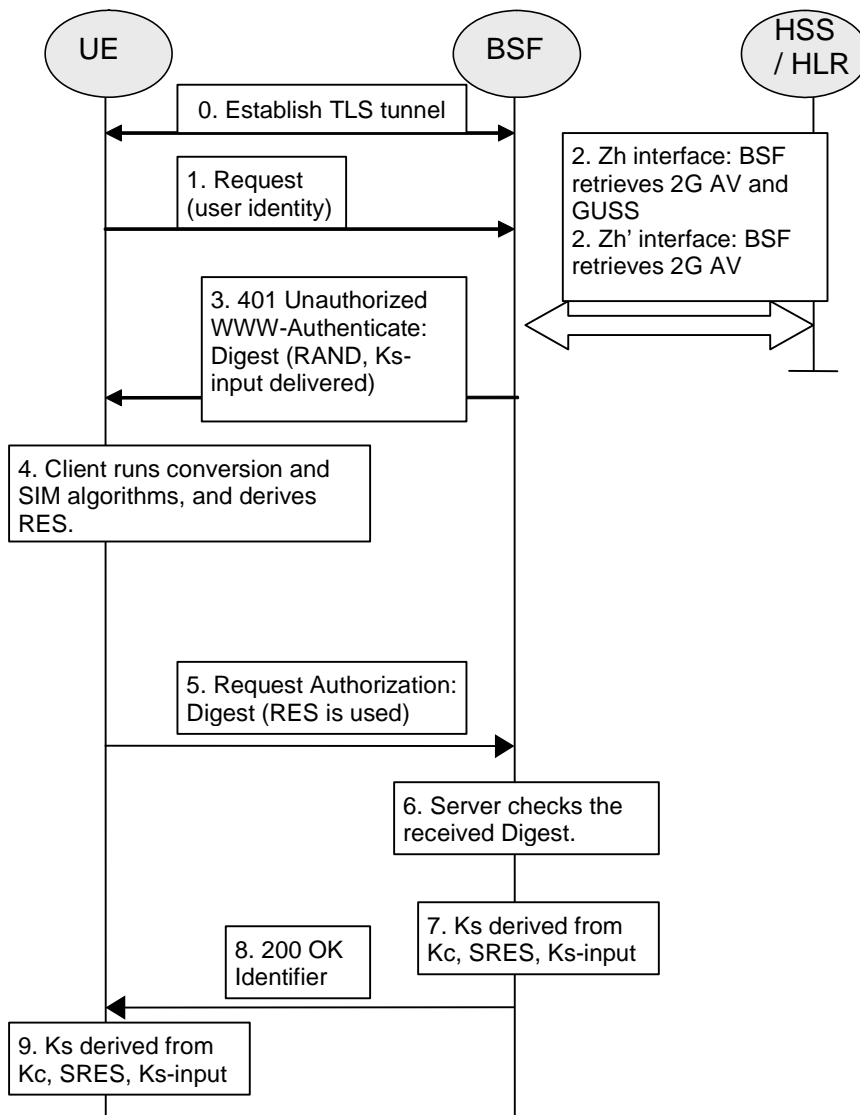 UE
BSF
HSS
/ HLR
0. Establish TLS tunnel
1. Request
(user identity)
2. Zh interface: BSF
retrieves 2G AV and
GUSS
2. Zh’ interface: BSF
retrieves 2G AV
3. 401 Unauthorized
WWW-Authenticate:
Digest (RAND, Ks-
input delivered)
4. Client runs conversion and
SIM algorithms, and derives
RES.
5. Request Authorization:
Digest (RES is used)
6. Server checks the
received Digest.
7. Ks derived from
Kc, SRES, Ks-input
8. 200 OK
Identifier
9. Ks derived from
Kc, SRES, Ks-input